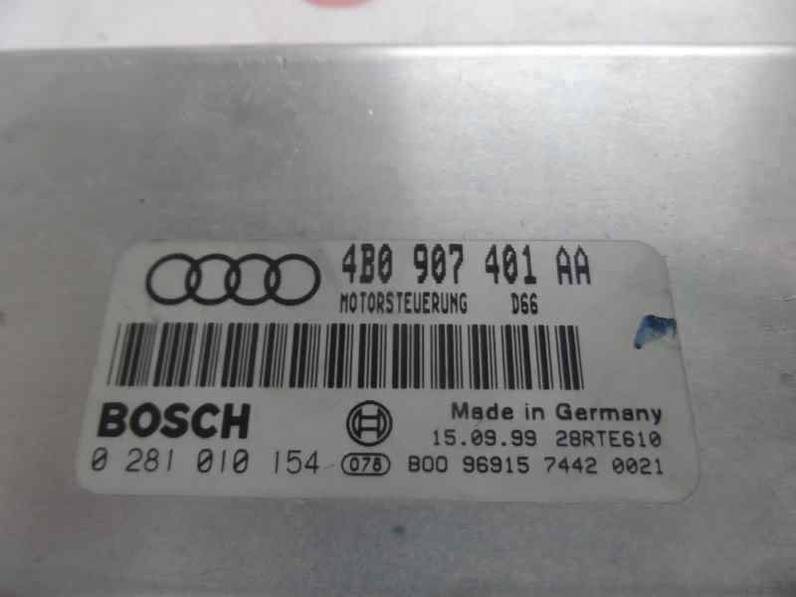 4B0 907 401 AA
MOTORSTEUERUNG D66
BOSCH
Made in Germany
15.09.99 28RTE610
0 281 010 154 078 B00 96915 7442 0021